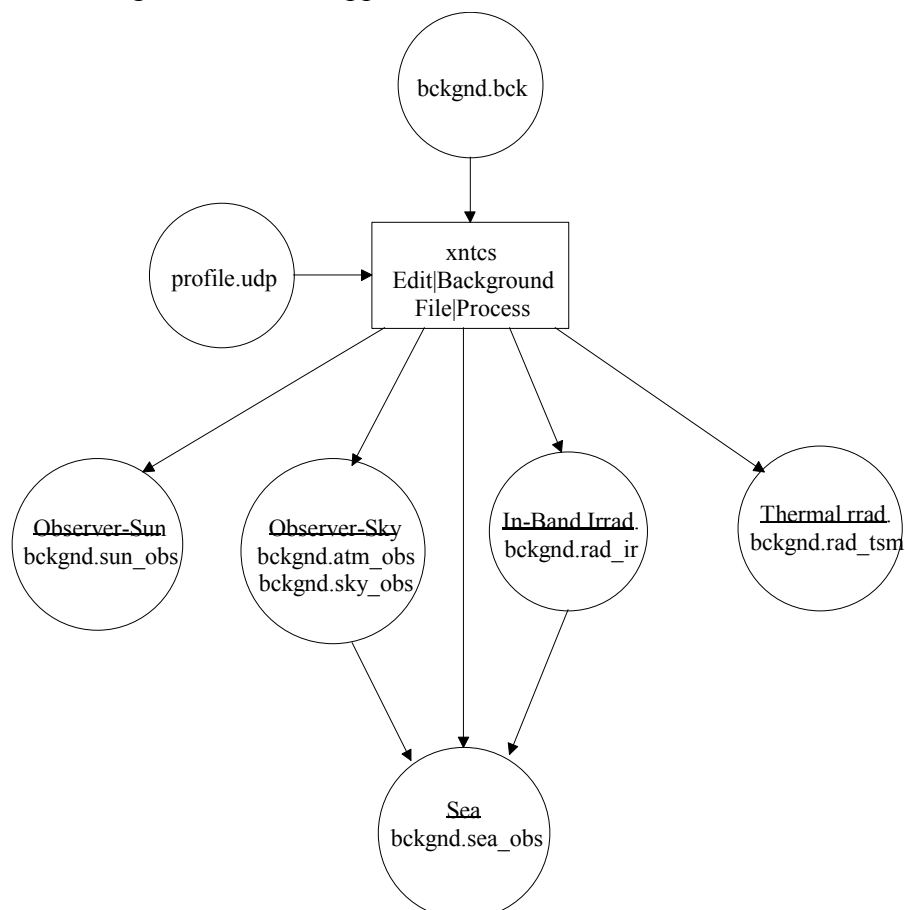 bckgnd.bck
profile.udp
xntcs
Edit|Background
File|Process
Observer-Sun
bckgnd.sun_obs
Observer-Sky
bckgnd.atm_obs
bckgnd.sky_obs
In-Band Irrad.
bckgnd.rad_ir
Thermal rrad.
bckgnd.rad_tsm
Sea
bckgnd.sea_obs